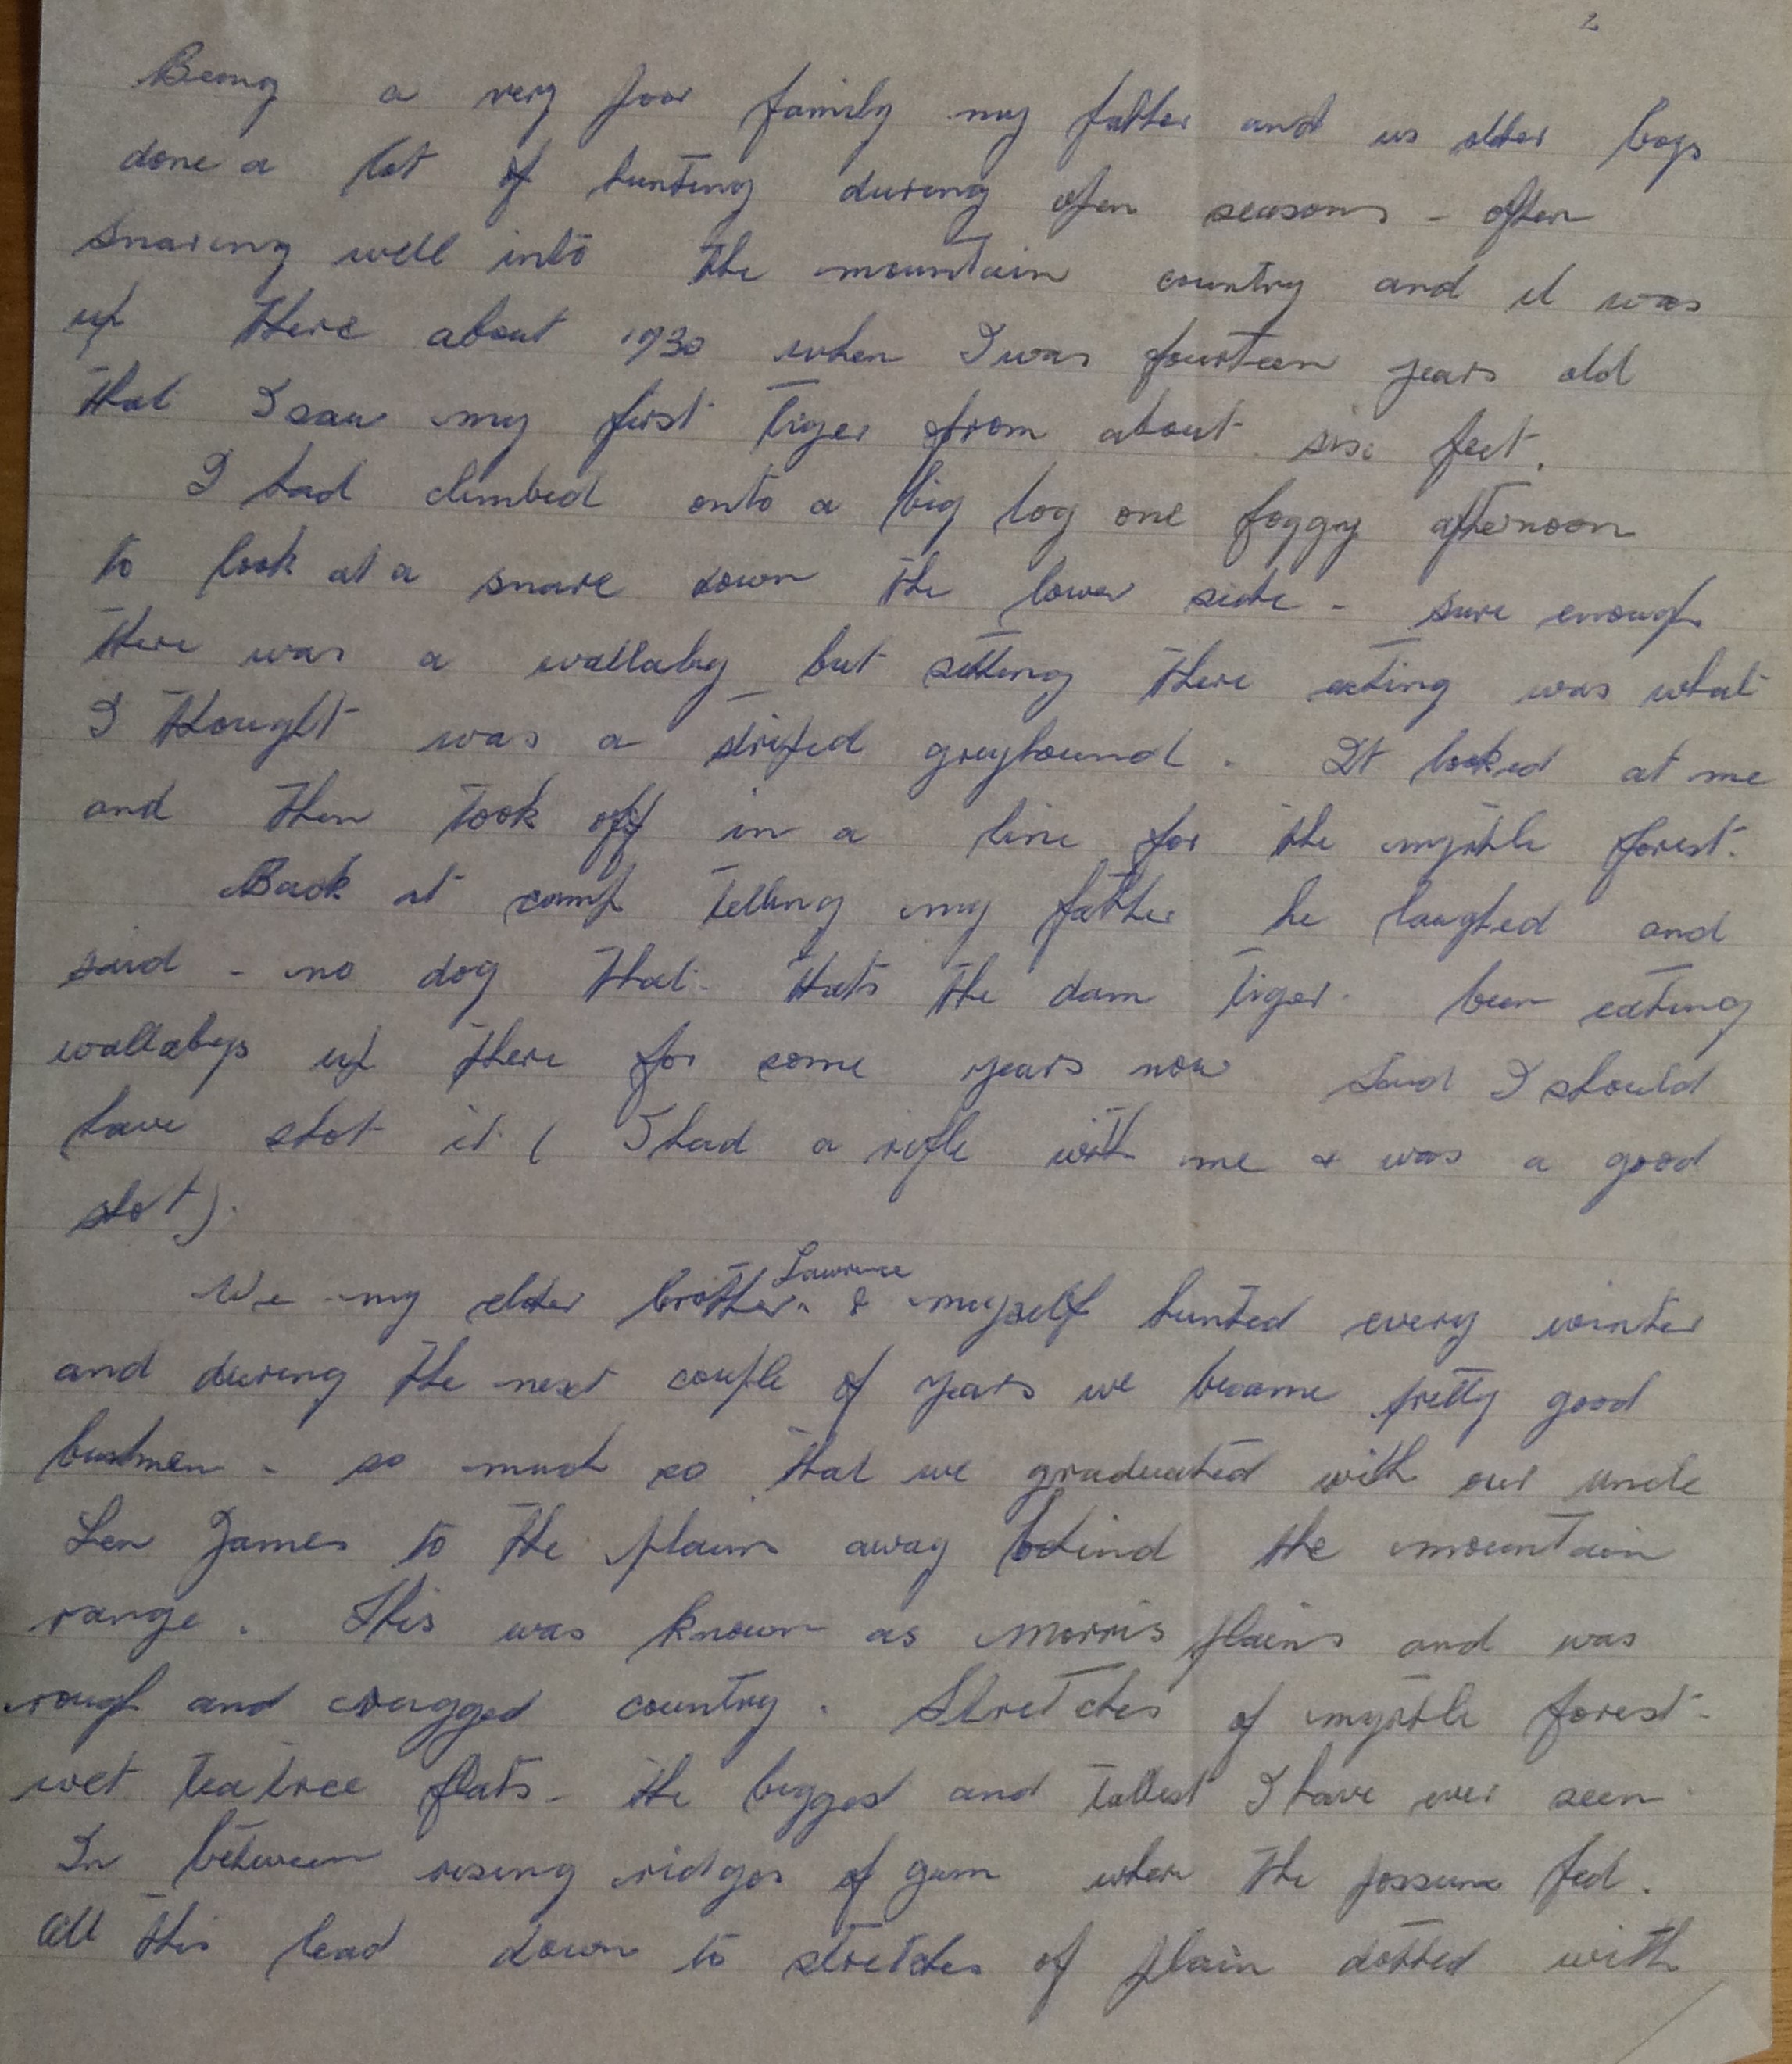 2
Being a very poor family my father and us older boys
done a lot of hunting during open seasons - often
snaring well into the mountain country and it was
up there about 1930 when I was fourteen years old
that I saw my first tiger from about six feet.
I had climbed onto a big log one foggy afternoon
to look at a snare down the lower side - sure enough
there was a wallaby but sitting there eating was what
I thought was a striped greyhound. It looked at me
and then took off in a line for the myrtle forest.
Back at camp telling my father he laughed and
said - no dog that. thats the dam tiger. been eating
wallabys up there for some years now Said I should
have shot it. ( I had a rifle with me & was a good
shot).
We my elder brother Lawrence & myself hunted every winter
and during the next couple of years we became pretty good
bushmen - so much so that we graduated with our uncle
Len James to the plains away behind the mountain
range. This was known as Morris plains and was
rough and rugged country. Stretches of myrtle forest-
wet teatree flats - the biggest and tallest I have ever seen
In between rising ridges of gum where the possums fed.
All this lead down to stretches of plain dotted with